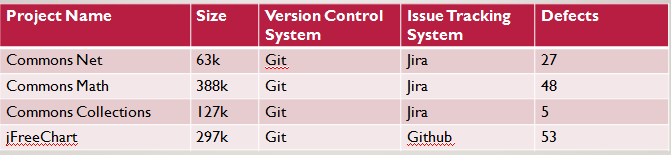 Project Name Size Version Control System Issue Tracking System Defects
Commons Net 63k Git Jira 27
Commons Math 388k Git Jira 48
Commons Collections 127k Git Jira 5
jFreeChart 297k Git Github 53